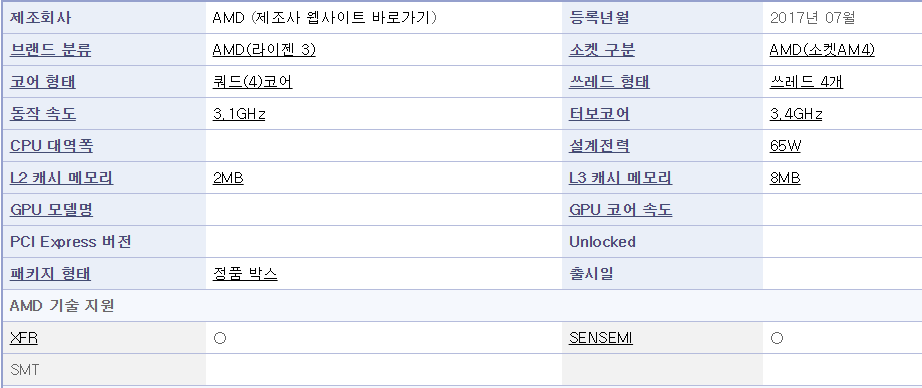 제조회사 AMD (제조사 웹사이트 바로가기) 등록년월 2017년 07월
브랜드 분류 AMD(라이젠 3) 소켓 구분 AMD(소켓AM4)
코어 형태 쿼드(4)코어 쓰레드 형태 쓰레드 4개
동작 속도 3.1GHz 터보코어 3.4GHz
CPU 대역폭 설계전력 65W
L2 캐시 메모리 2MB L3 캐시 메모리 8MB
GPU 모델명 GPU 코어 속도
PCI Express 버전 Unlocked
패키지 형태 정품 박스 출시일
AMD 기술 지원
XFR ○ SENSEMI ○
SMT